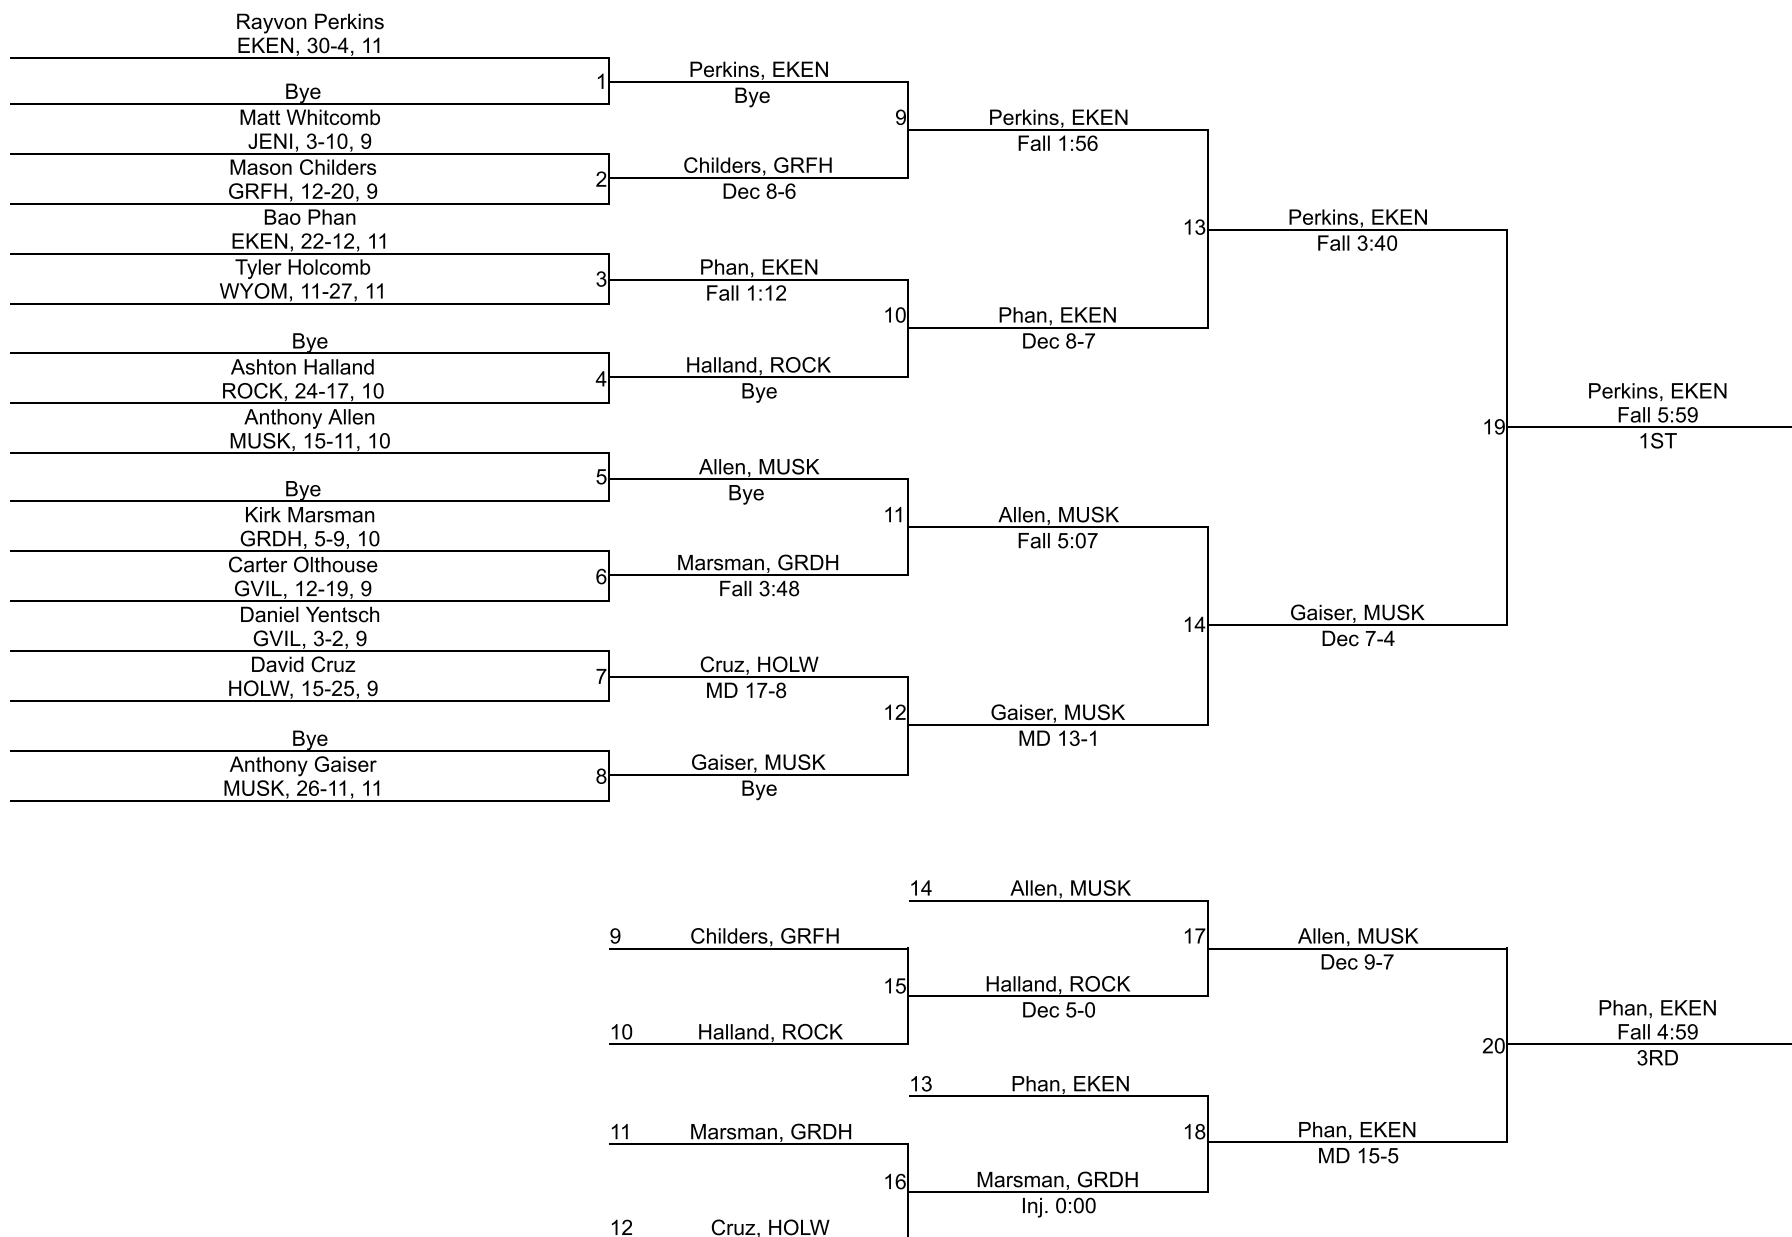 Rayvon Perkins
EKEN, 30-4, 11
Bye
Matt Whitcomb
JENI, 3-10, 9
Mason Childers
GRFH, 12-20, 9
Bao Phan
EKEN, 22-12, 11
Tyler Holcomb
WYOM, 11-27, 11
Bye
Ashton Halland
ROCK, 24-17, 10
Anthony Allen
MUSK, 15-11, 10
Bye
Kirk Marsman
GRDH, 5-9, 10
Carter Olthouse
GVIL, 12-19, 9
Daniel Yentsch
GVIL, 3-2, 9
David Cruz
HOLW, 15-25, 9
Bye
Anthony Gaiser
MUSK, 26-11, 11
1
Perkins, EKEN
Bye
2
Childers, GRFH
Dec 8-6
3
Phan, EKEN
Fall 1:12
4
Halland, ROCK
Bye
5
Allen, MUSK
Bye
6
Marsman, GRDH
Fall 3:48
7
Cruz, HOLW
MD 17-8
8
Gaiser, MUSK
Bye
9
Perkins, EKEN
Fall 1:56
10
Phan, EKEN
Dec 8-7
11
Allen, MUSK
Fall 5:07
12
Gaiser, MUSK
MD 13-1
13
Perkins, EKEN
Fall 3:40
14
Gaiser, MUSK
Dec 7-4
19
Perkins, EKEN
Fall 5:59
1ST
14 Allen, MUSK
9 Childers, GRFH
10 Halland, ROCK
15
Halland, ROCK
Dec 5-0
17
Allen, MUSK
Dec 9-7
13 Phan, EKEN
11 Marsman, GRDH
12 Cruz, HOLW
16
Marsman, GRDH
Inj. 0:00
18
Phan, EKEN
MD 15-5
20
Phan, EKEN
Fall 4:59
3RD